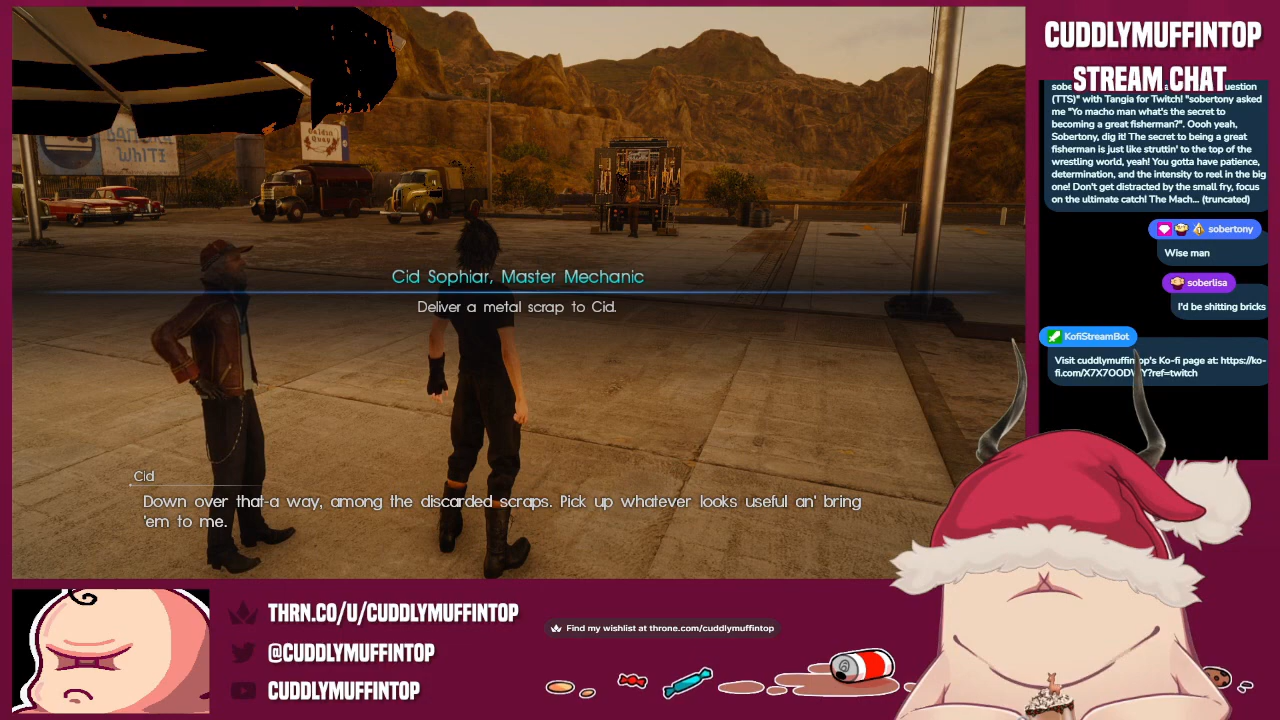 CUDDLYMUFFINTOP
STREAM CHAT
(TTS)" with Tangia for Twitch! "sobertony asked
me "Yo macho man what's the secret to
becoming a great fisherman?". Oooh yeah,
Sobertony, dig it! The secret to being a great
fisherman is just like struttin' to the top of the
wrestling world, yeah! You gotta have patience,
determination, and the intensity to reel in the big
one! Don't get distracted by the small fry, focus
on the ultimate catch! The Mach... (truncated)
sobertony
Wise man
soberlisa
I'd be shitting bricks
KofiStreamBot
Visit cuddlymuffintop's Ko-fi page at: https://ko-
Cid Sophiar, Master Mechanic
Deliver a metal scrap to Cid.
Cid
Down over that-a way, among the discarded scraps. Pick up whatever looks useful an' bring
'em to me.
THRN.CO/U/CUDDLYMUFFINTOP
Find my wishlist at throne.com/cuddlymuffintop
@CUDDLYMUFFINTOP
CUDDLYMUFFINTOP